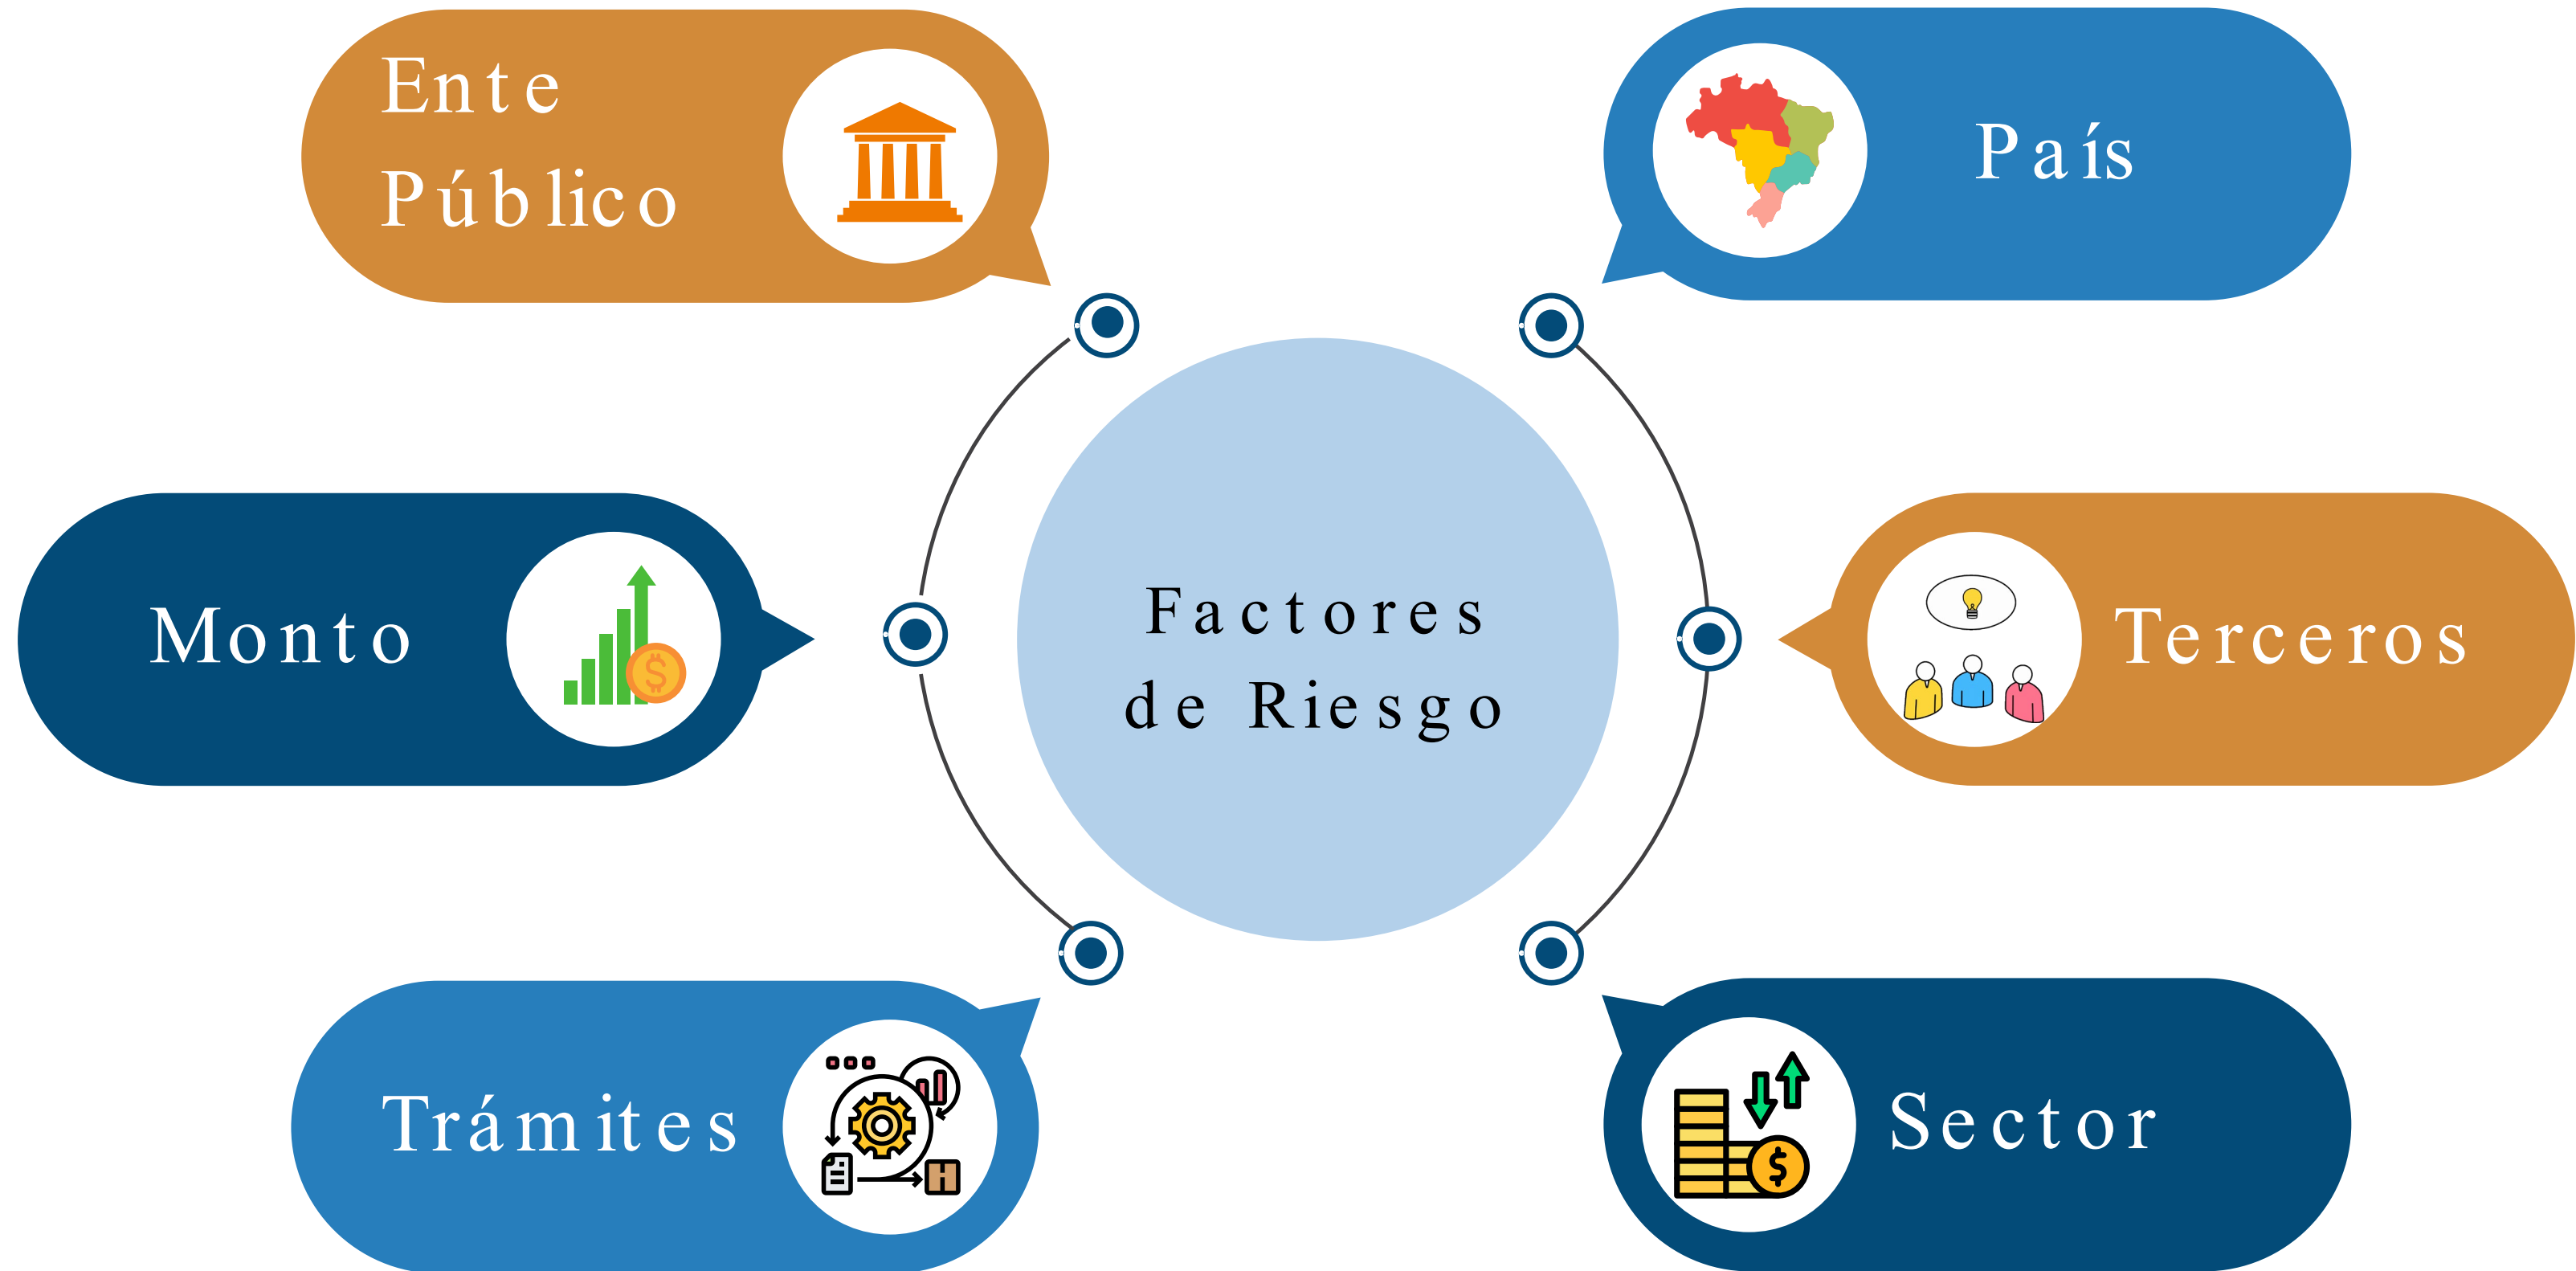 Ente
Público
País
Monto
Factores
de Riesgo
Terceros
Trámites
Sector